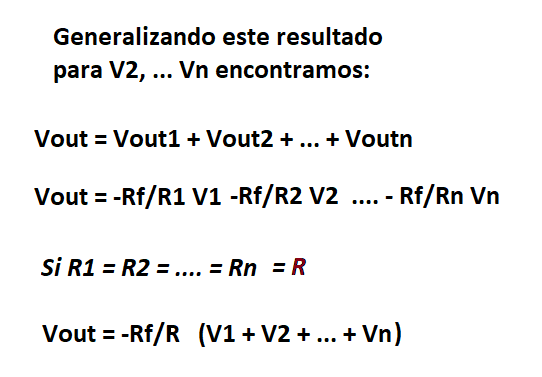 Generalizando este resultado
para V2, ... Vn encontramos:
Vout = Vout1 + Vout2 + ... + Voutn
Vout = -Rf/R1 V1 -Rf/R2 V2 .... - Rf/Rn Vn
Si R1 = R2 = .... = Rn = R
Vout = -Rf/R (V1 + V2 + ... + Vn)